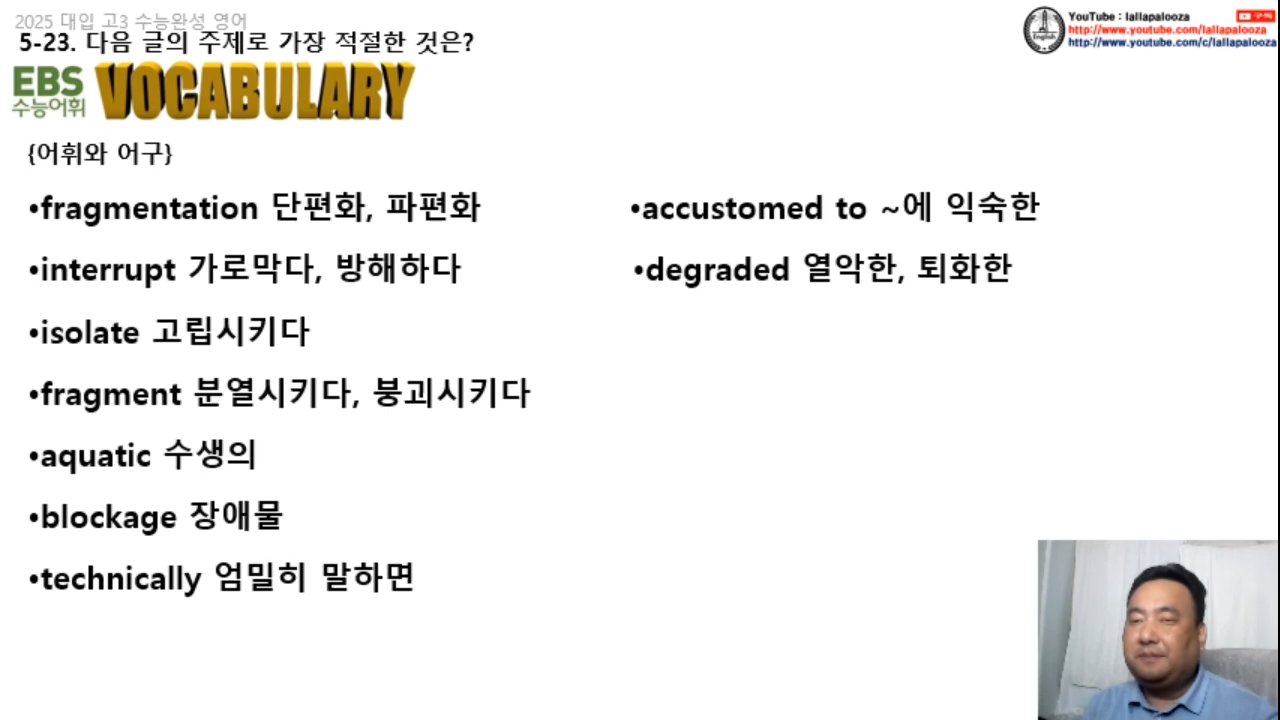 2025 대입 고3 수능완성 영어
5-23. 다음 글의 주제로 가장 적절한 것은?
YouTube : lallapalooza
구독
http://www.youtube.com/lallapalooza
http://www.youtube.com/c/lallapalooza
English
EBS
수능어휘
VOCABULARY
{어휘와 어구}
•fragmentation 단편화, 파편화
•interrupt 가로막다, 방해하다
•isolate 고립시키다
•fragment 분열시키다, 붕괴시키다
•aquatic 수생의
•blockage 장애물
•technically 엄밀히 말하면
•accustomed to ~에 익숙한
•degraded 열악한, 퇴화한